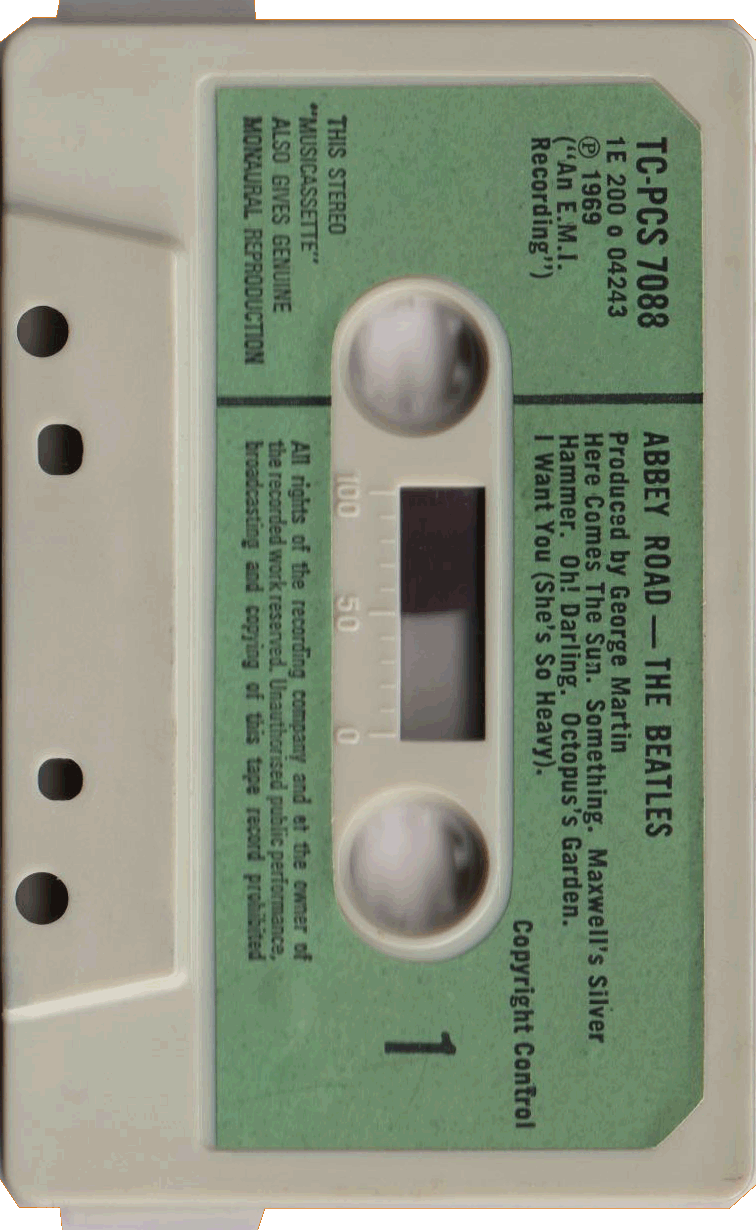 TC-PCS 7088
1E 200 o 04243
Ⓟ 1969
("An E.M.I.
Recording")
ABBEY ROAD — THE BEATLES
Produced by George Martin
Here Comes The Sun. Something. Maxwell's Silver
Hammer. Oh! Darling. Octopus's Garden.
I Want You (She's So Heavy).
Copyright Control
1
100 50 0
THIS STEREO
"MUSICASSETTE"
ALSO GIVES GENUINE
MONAURAL REPRODUCTION
All rights of the recording company and et the owner of
the recorded work reserved. Unauthorised public performance,
broadcasting and copying of this tape record prohibited